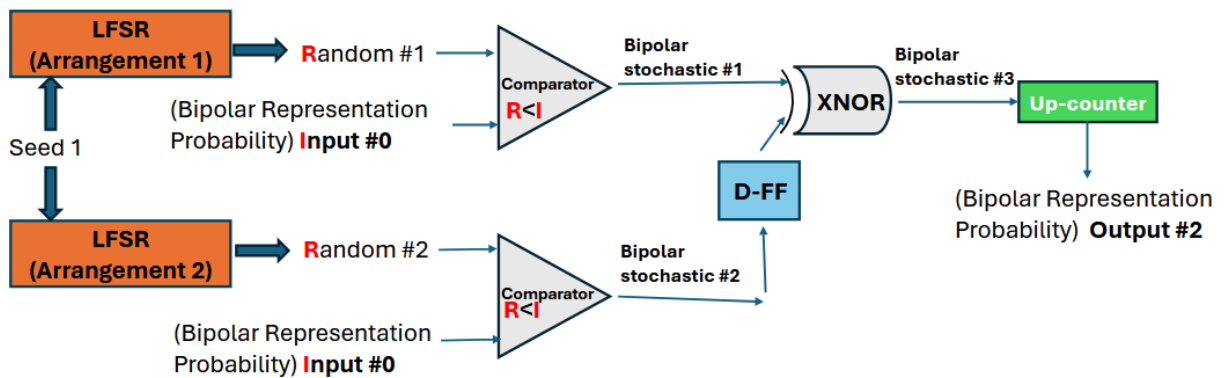 LFSR
(Arrangement 1)
Random #1
(Bipolar Representation
Probability) Input #0
Comparator
R<I
Bipolar
stochastic #1
XNOR
Bipolar
stochastic #3
Up-counter
Seed 1
D-FF
(Bipolar Representation
Probability) Output #2
LFSR
(Arrangement 2)
Random #2
(Bipolar Representation
Probability) Input #0
Comparator
R<I
Bipolar
stochastic #2